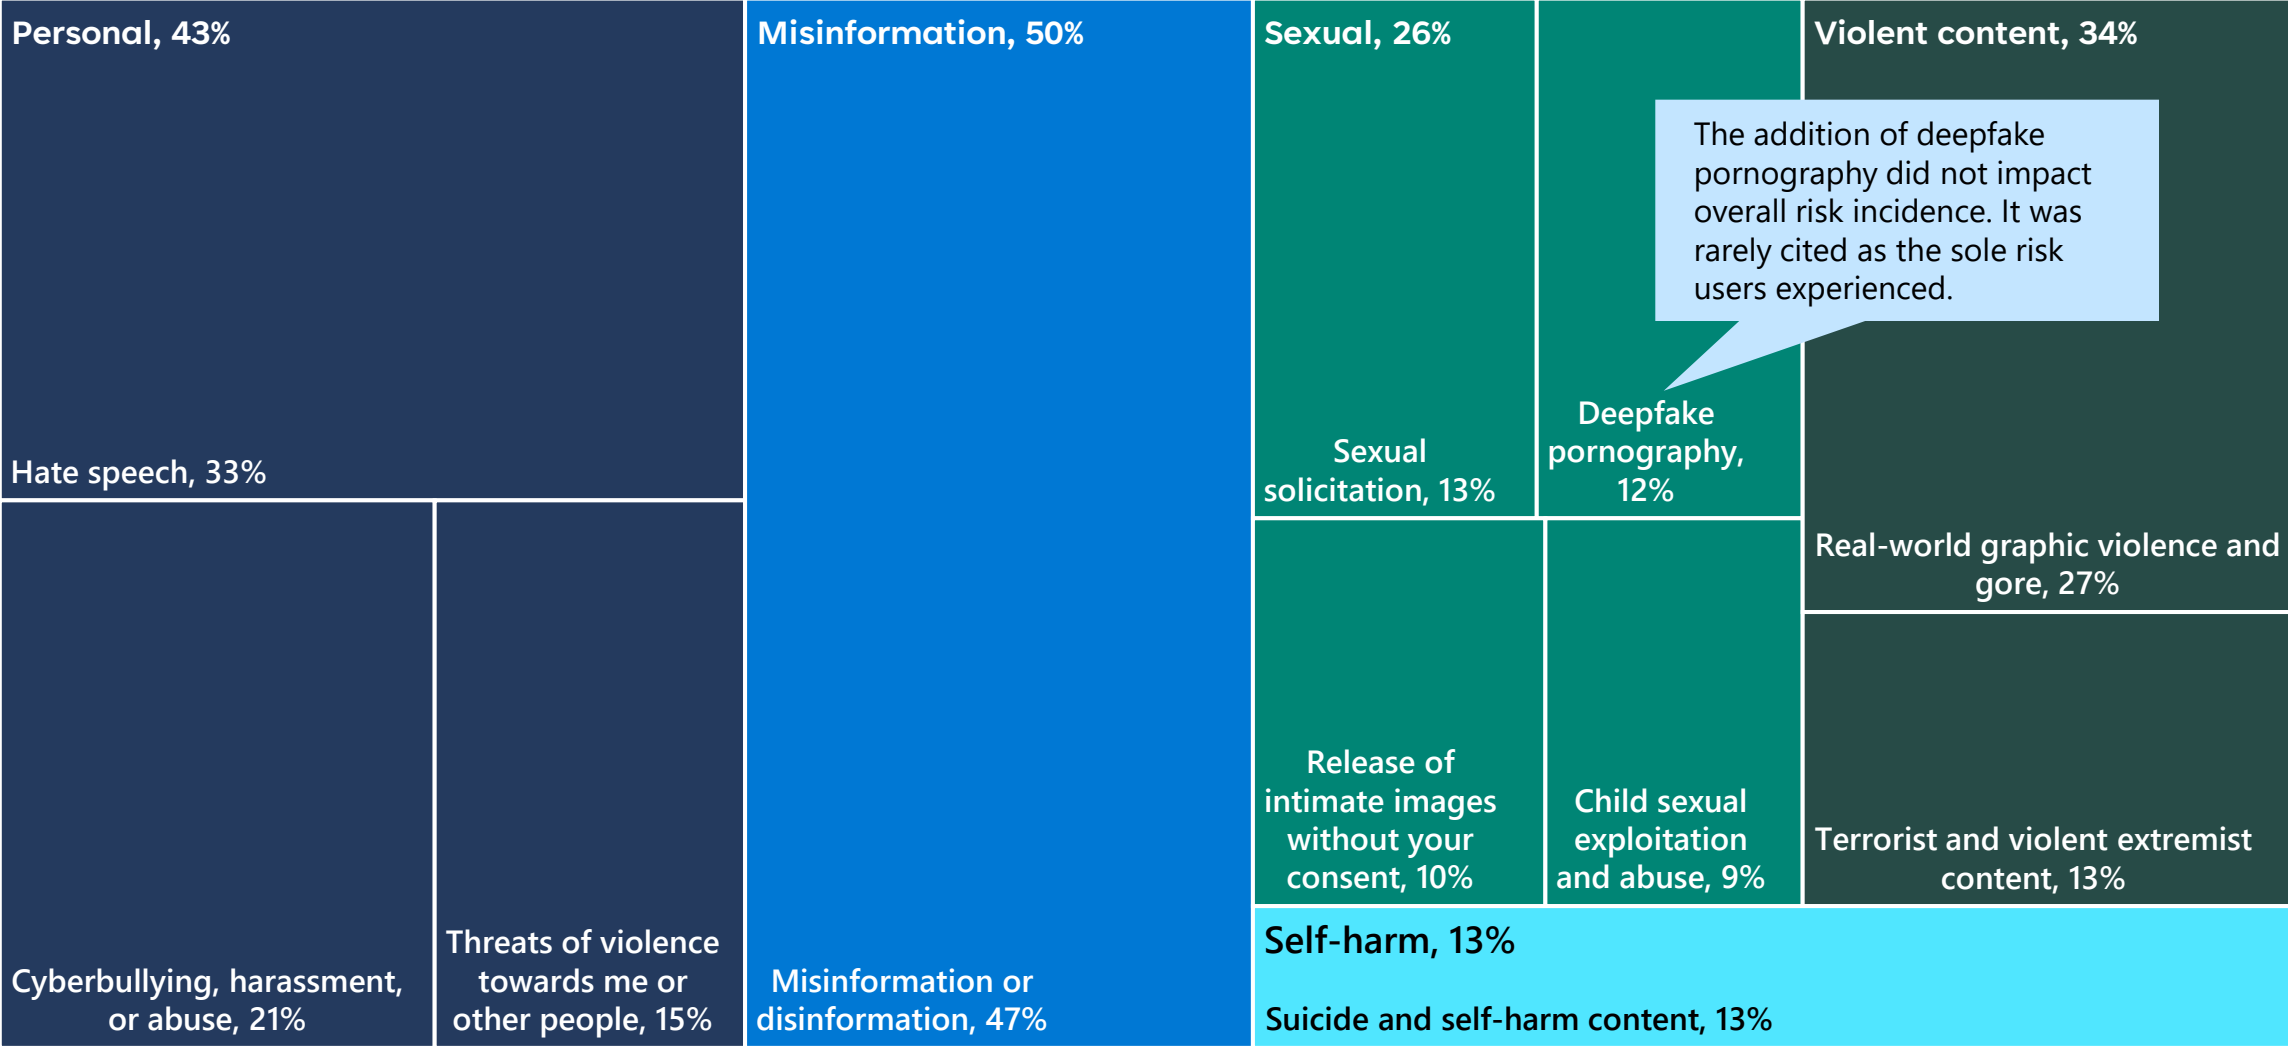 Personal, 43%
Hate speech, 33%
Cyberbullying, harassment,
or abuse, 21%
Threats of violence
towards me or
other people, 15%
Misinformation, 50%
Misinformation or
disinformation, 47%
Sexual, 26%
Sexual
solicitation, 13%
Deepfake
pornography,
12%
The addition of deepfake
pornography did not impact
overall risk incidence. It was
rarely cited as the sole risk
users experienced.
Release of
intimate images
without your
consent, 10%
Child sexual
exploitation
and abuse, 9%
Violent content, 34%
Real-world graphic violence and
gore, 27%
Terrorist and violent extremist
content, 13%
Self-harm, 13%
Suicide and self-harm content, 13%